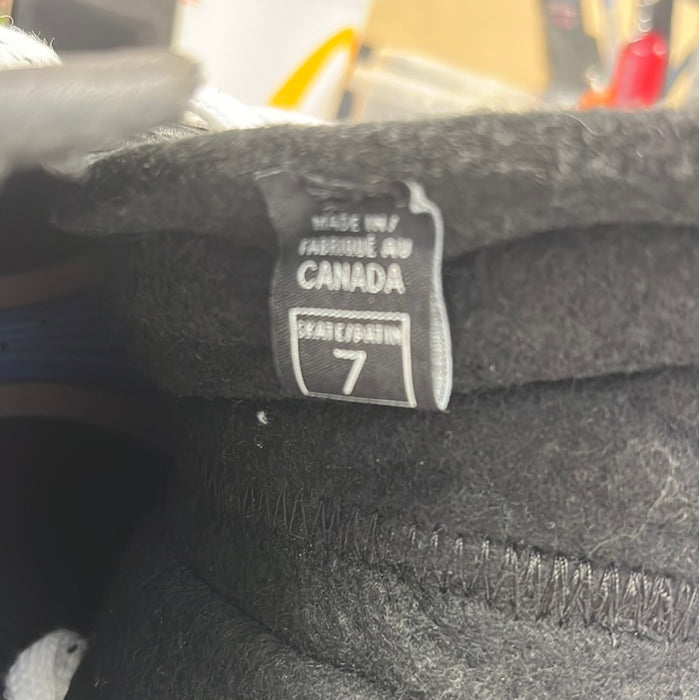 MADE IN/
FABRIQUÉ AU
CANADA
SKATE/PATIN
7